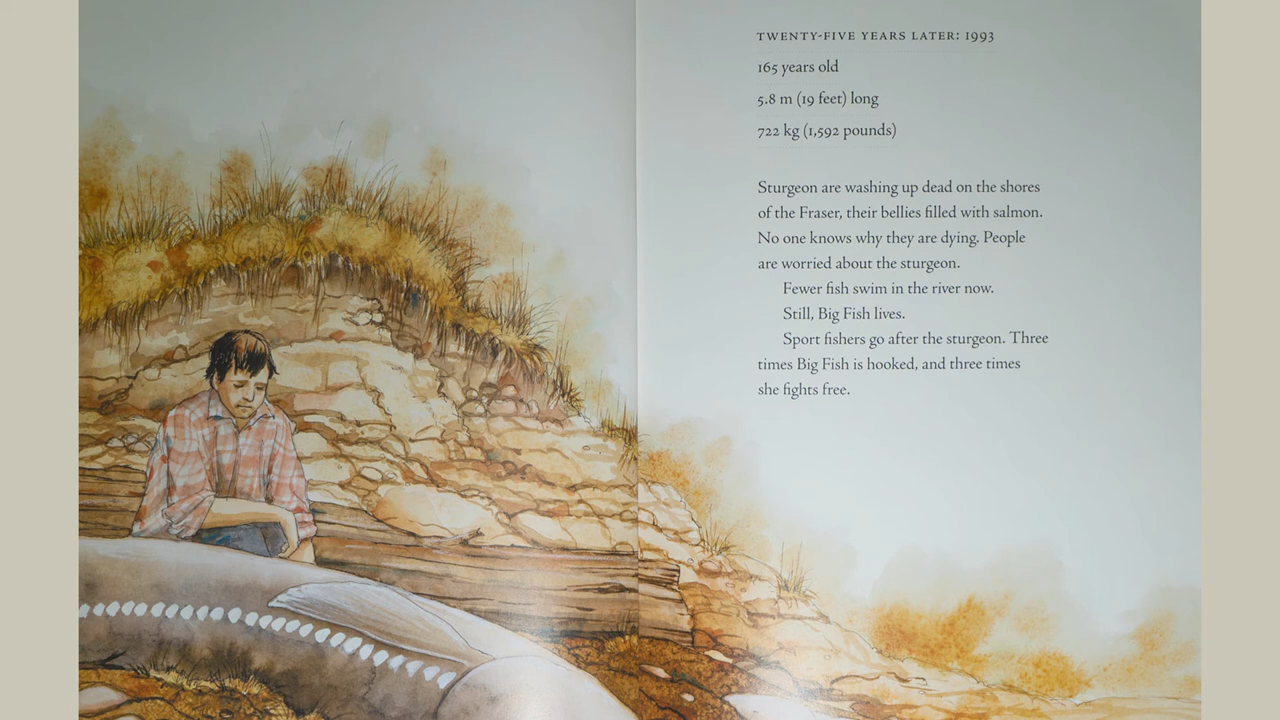 TWENTY-FIVE YEARS LATER: 1993
165 years old
5.8 m (19 feet) long
722 kg (1,592 pounds)
Sturgeon are washing up dead on the shores
of the Fraser, their bellies filled with salmon.
No one knows why they are dying. People
are worried about the sturgeon.
Fewer fish swim in the river now.
Still, Big Fish lives.
Sport fishers go after the sturgeon. Three
times Big Fish is hooked, and three times
she fights free.